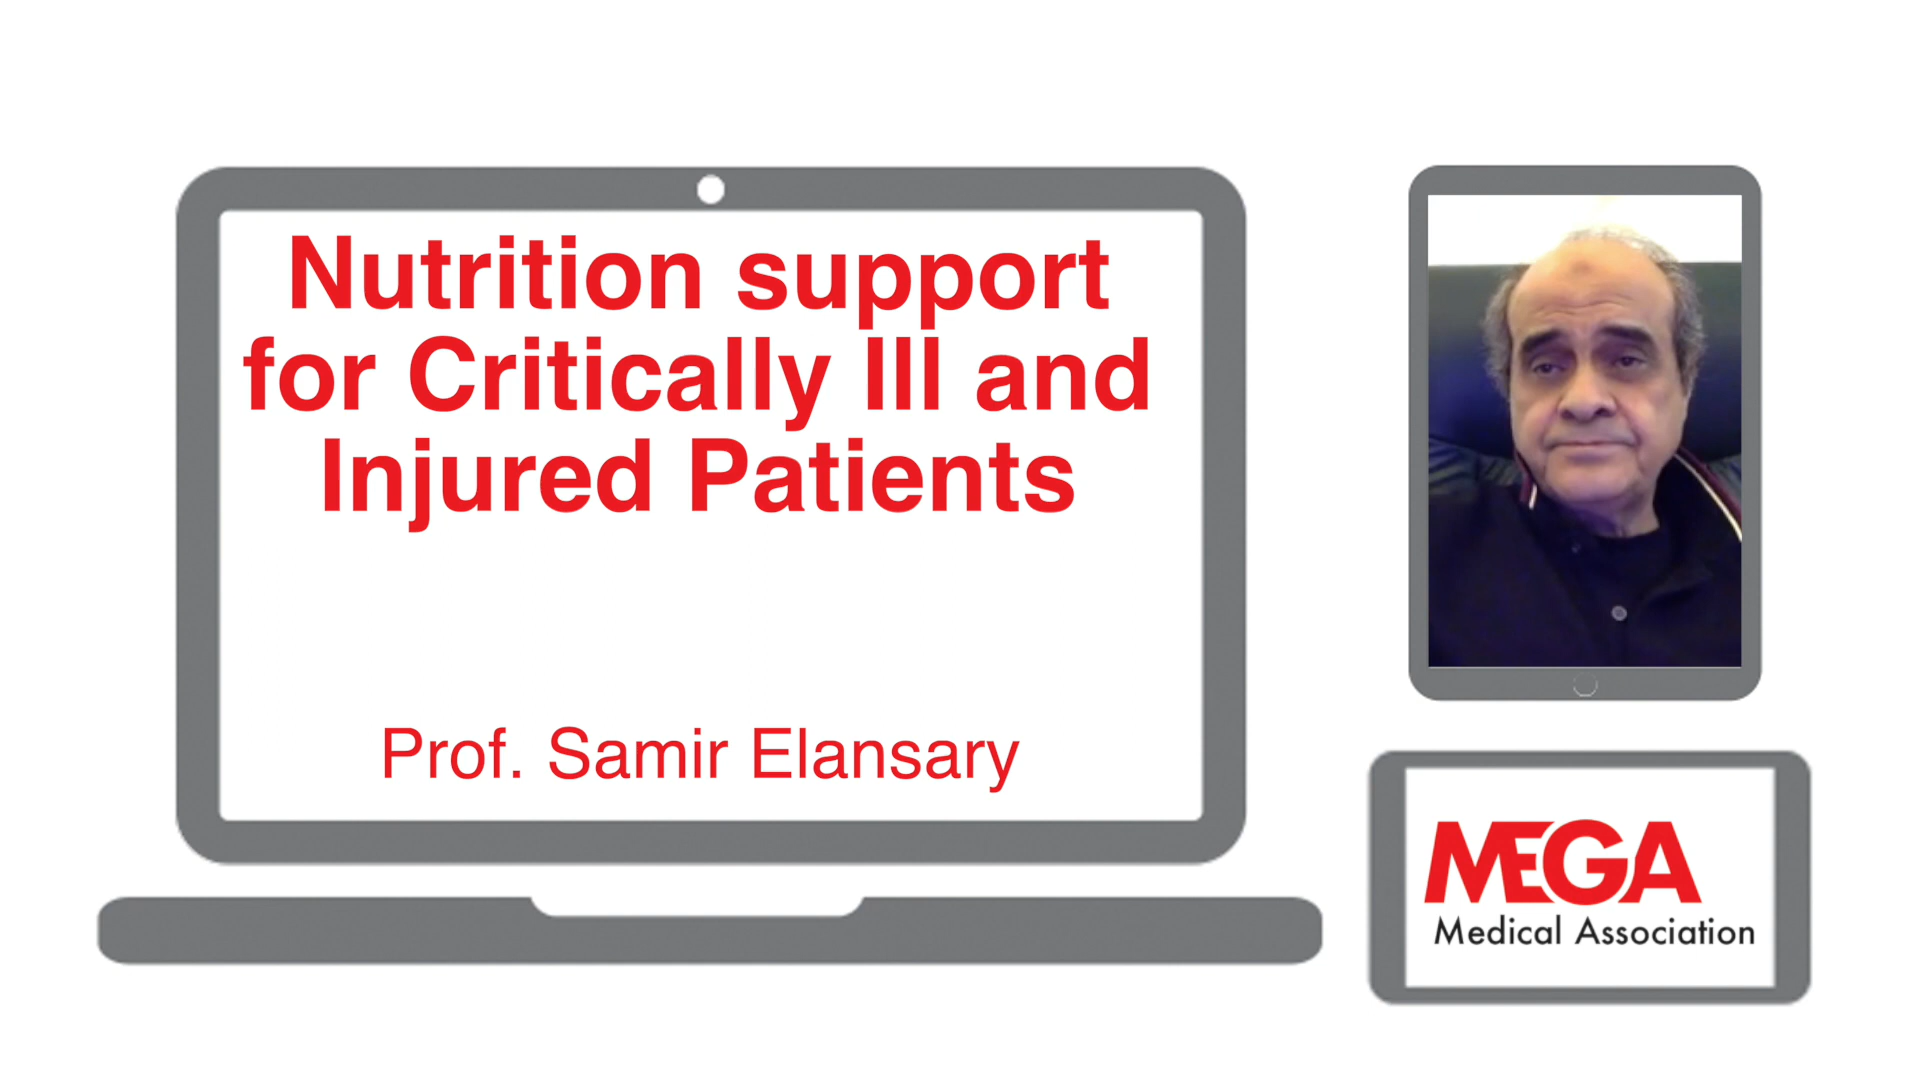 Nutrition support
for Critically Ill and
Injured Patients
Prof. Samir Elansary
MEGA
Medical Association